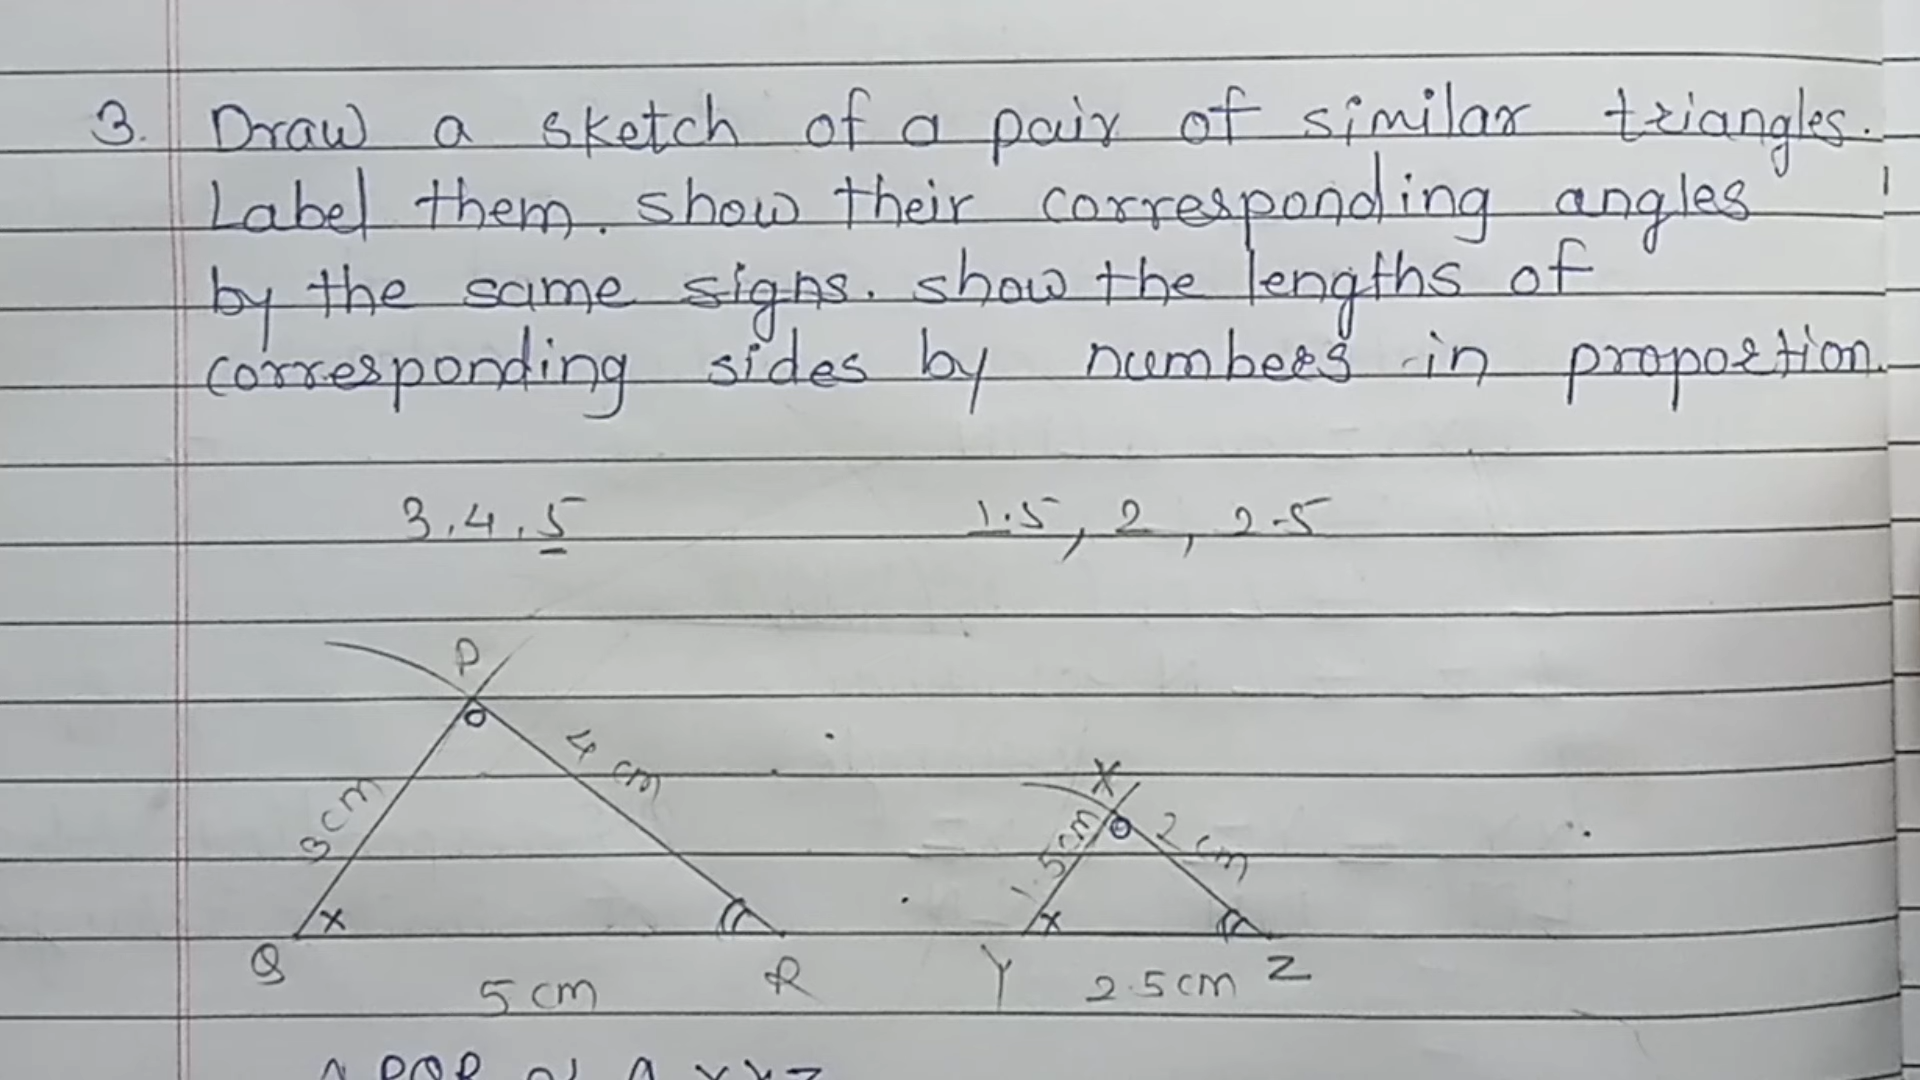 3. Draw a sketch of a pair of similar triangles.
Label them. show their corresponding angles
by the same signs. show the lengths of
corresponding sides by numbers in proportion.
3, 4, 5
1.5, 2, 2.5
P
4 cm
3 cm
X
1.5cm
2 cm
x
x
Q
5 cm
R
Y
2.5 cm
Z